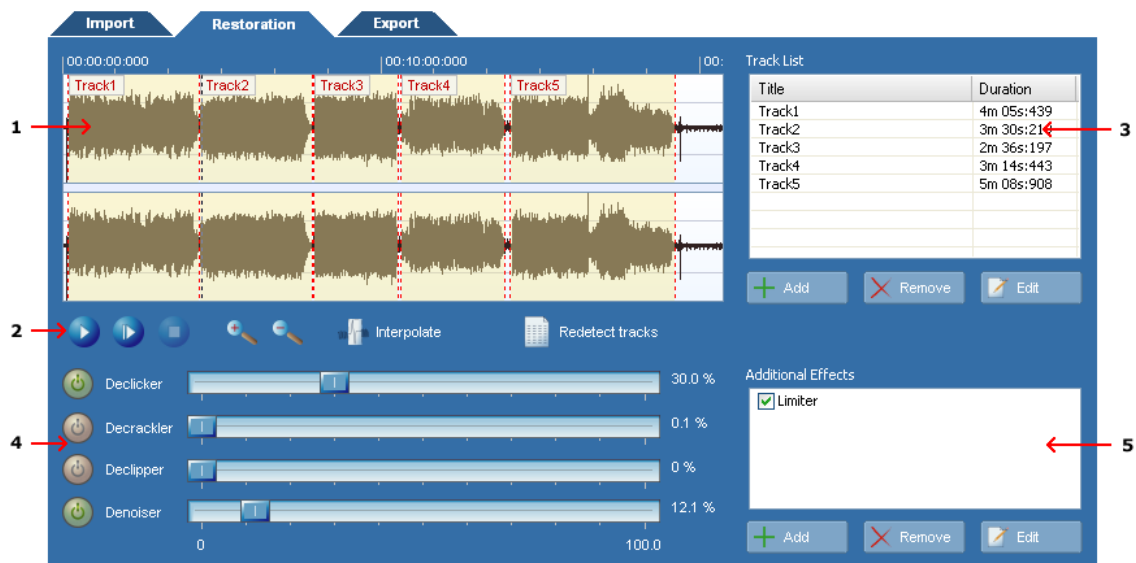 Import
Restoration
Export
00:00:00:000
00:10:00:000
00:
Track1
Track2
Track3
Track4
Track5
1
Track List
Title Duration
Track1 4m 05s:439
Track2 3m 30s:21
Track3 2m 36s:197
Track4 3m 14s:443
Track5 5m 08s:908
3
Add
Remove
Edit
2
Interpolate
Redetect tracks
4
Declicker 30.0 %
Decrackler 0.1 %
Declipper 0 %
Denoiser 12.1 %
0 100.0
Additional Effects
Limiter
5
Add
Remove
Edit